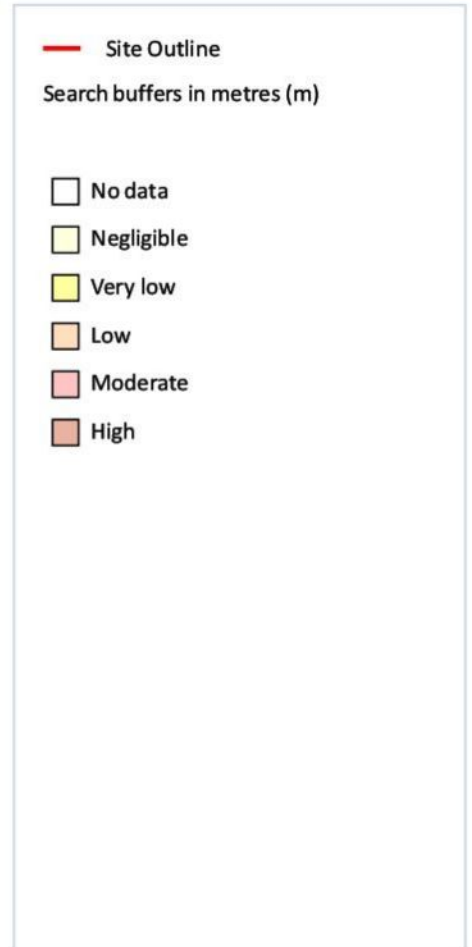 Site Outline
Search buffers in metres (m)
No data
Negligible
Very low
Low
Moderate
High